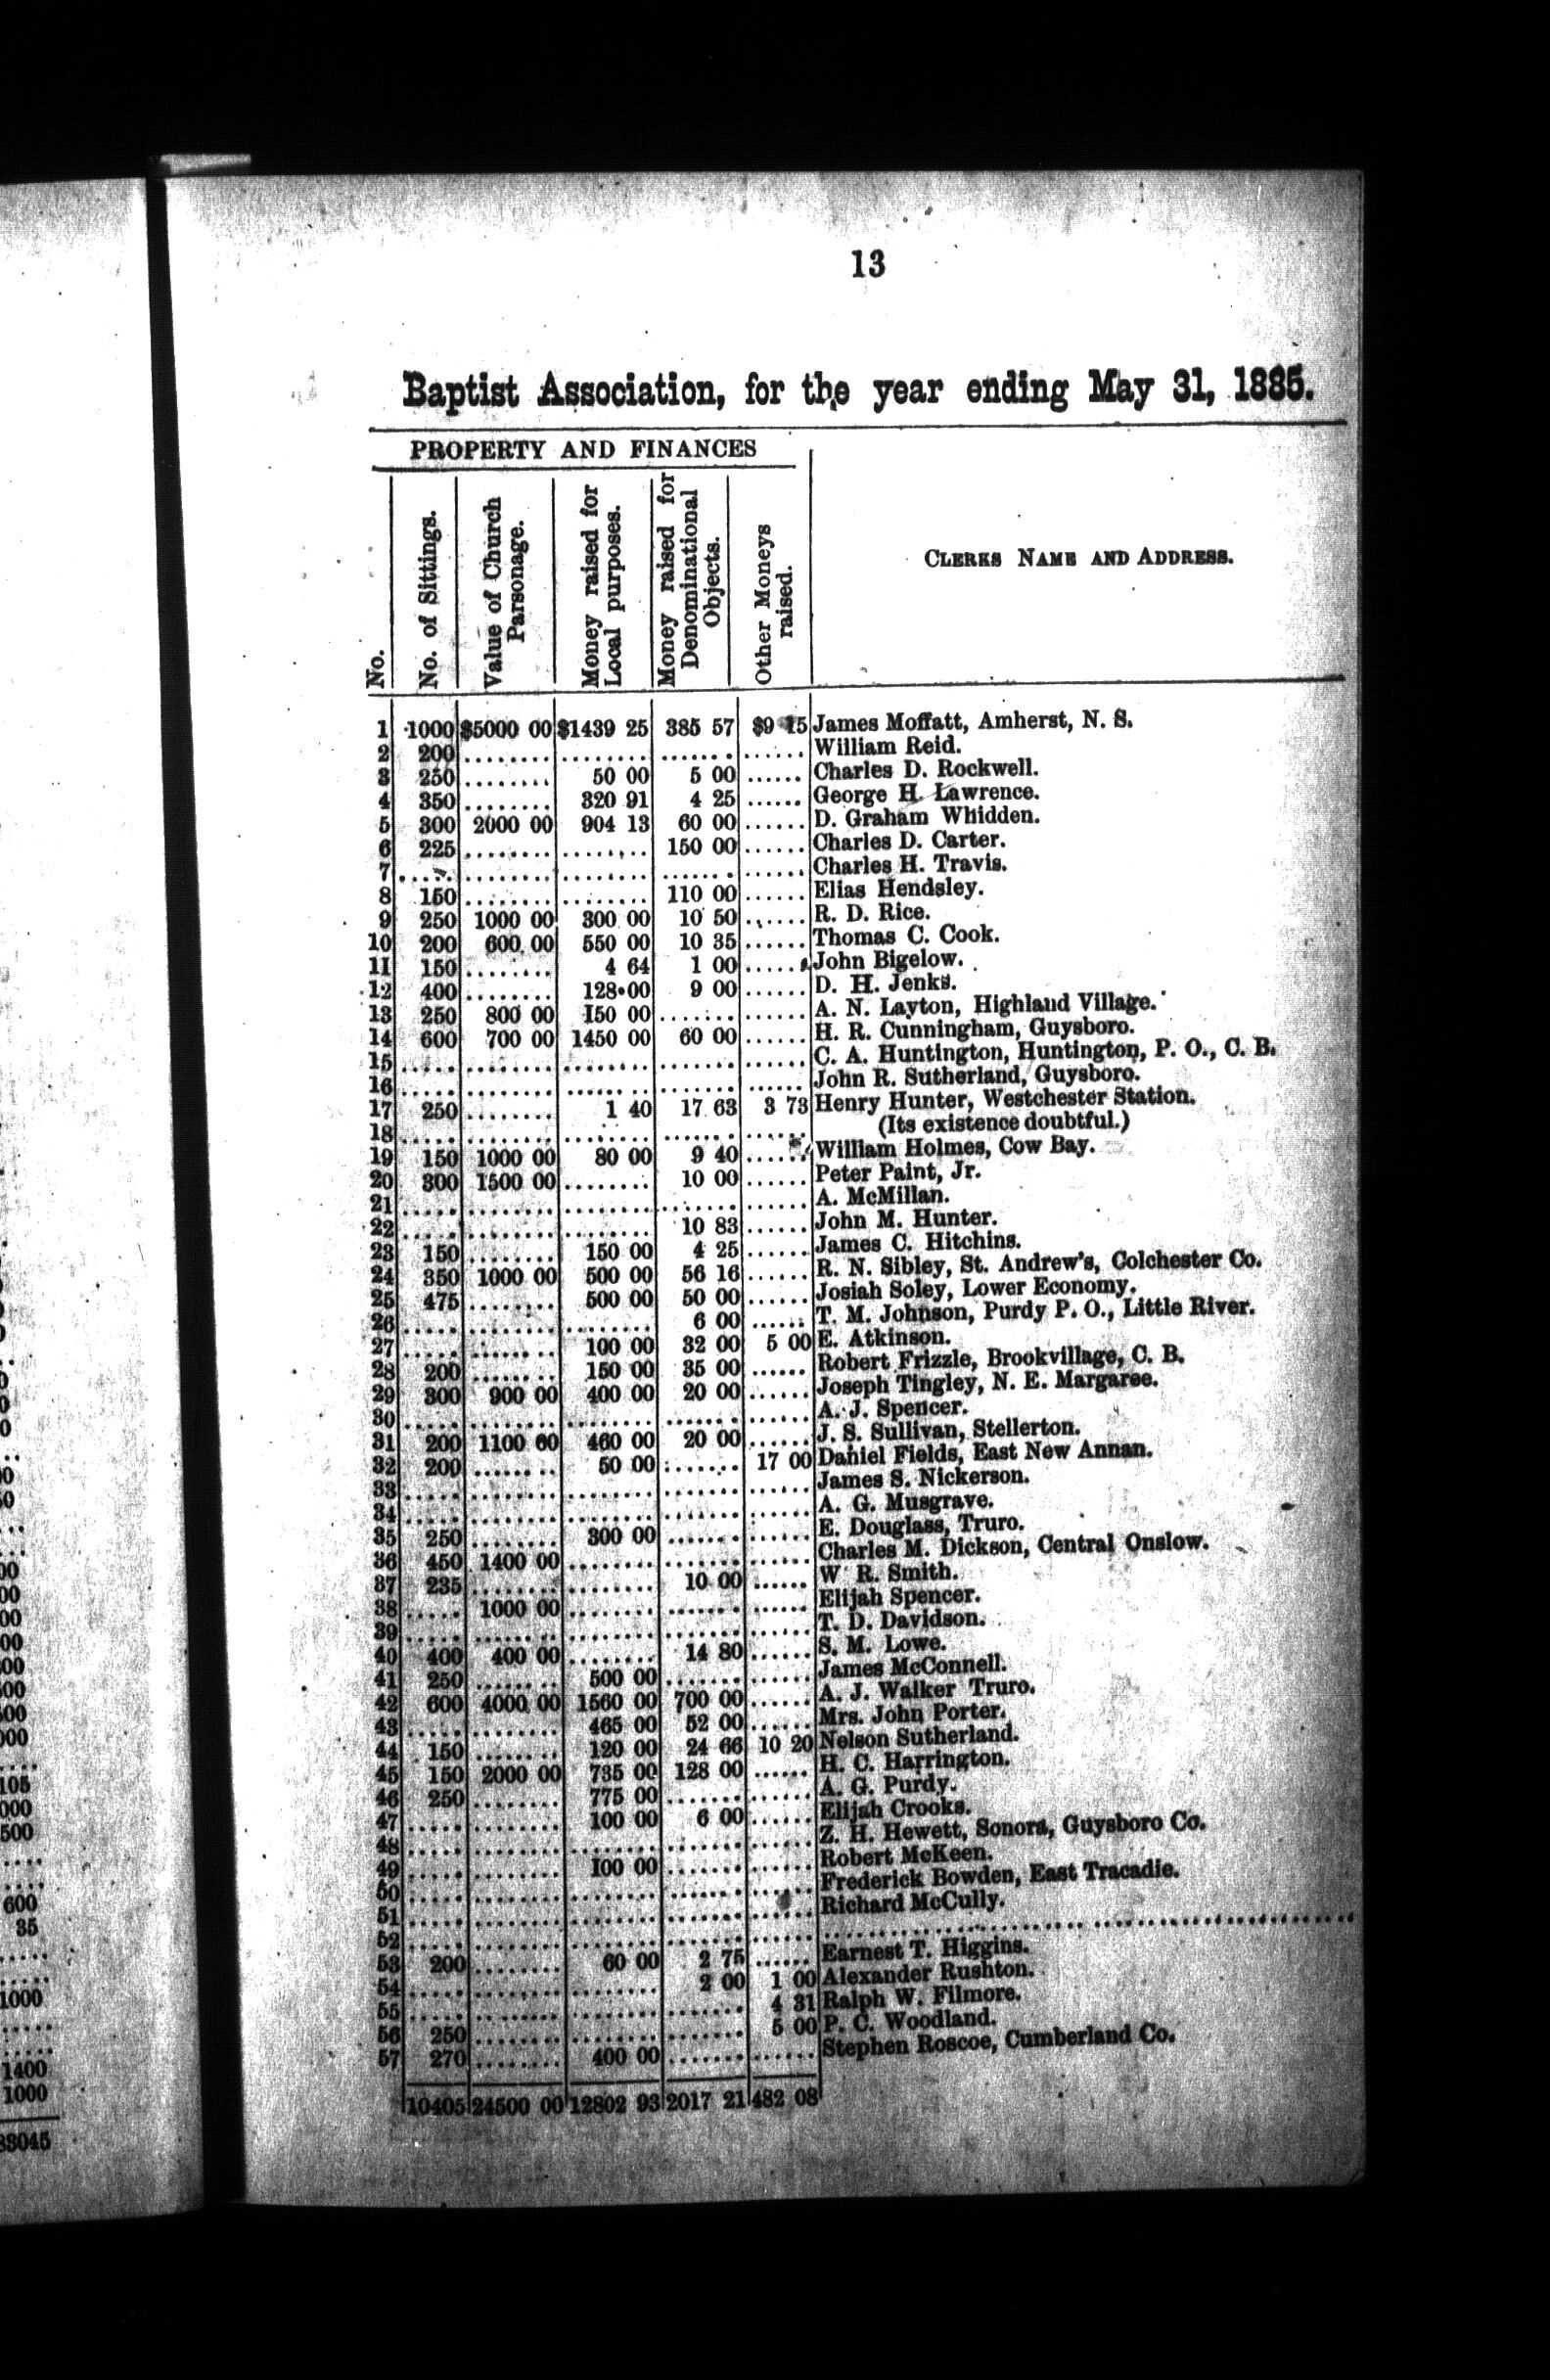 13
Baptist Association, for the year ending May 31, 1885.
PROPERTY AND FINANCES
No.
No. of Sittings.
Value of Church Parsonage.
Money raised for Local purposes.
Money raised for Denominational Objects.
Other Moneys raised.
CLERKS NAME AND ADDRESS.
1 1000 $5000 00 $1439 25 385 57 $9 15 James Moffatt, Amherst, N. S.
2 200 ........ ........ ....... ...... William Reid.
3 250 ........ 50 00 5 00 ...... Charles D. Rockwell.
4 350 ........ 320 91 4 25 ...... George H. Lawrence.
5 300 2000 00 904 13 60 00 ...... D. Graham Whidden.
6 225 ........ ........ 150 00 ...... Charles D. Carter.
7 ..... ........ ........ ....... ...... Charles H. Travis.
8 150 ........ ........ 110 00 ...... Elias Hendsley.
9 250 1000 00 300 00 10 50 ...... R. D. Rice.
10 200 600 00 550 00 10 35 ...... Thomas C. Cook.
11 150 ........ 4 64 1 00 ...... John Bigelow.
12 400 ........ 128 00 9 00 ...... D. H. Jenks.
13 250 800 00 150 00 ....... ...... A. N. Layton, Highland Village.
14 600 700 00 1450 00 60 00 ...... H. R. Cunningham, Guysboro.
15 ..... ........ ........ ....... ...... C. A. Huntington, Huntington, P. O., C. B.
16 ..... ........ ........ ....... ...... John R. Sutherland, Guysboro.
17 250 ........ 1 40 17 63 3 73 Henry Hunter, Westchester Station.
18 ..... ........ ........ ....... ...... (Its existence doubtful.)
19 150 1000 00 80 00 9 40 ...... William Holmes, Cow Bay.
20 300 1500 00 ........ 10 00 ...... Peter Paint, Jr.
21 ..... ........ ........ ....... ...... A. McMillan.
22 ..... ........ ........ 10 83 ...... John M. Hunter.
23 150 ........ 150 00 4 25 ...... James C. Hitchins.
24 350 1000 00 500 00 56 16 ...... R. N. Sibley, St. Andrew's, Colchester Co.
25 475 ........ 500 00 50 00 ...... Josiah Soley, Lower Economy.
26 ..... ........ ........ 6 00 ...... T. M. Johnson, Purdy P. O., Little River.
27 ..... ........ 100 00 32 00 5 00 E. Atkinson.
28 200 ........ 150 00 35 00 ...... Robert Frizzle, Brookvillage, C. B.
29 300 900 00 400 00 20 00 ...... Joseph Tingley, N. E. Margaree.
30 ..... ........ ........ ....... ...... A. J. Spencer.
31 200 1100 00 460 00 20 00 ...... J. S. Sullivan, Stellerton.
32 200 ........ 50 00 ....... 17 00 Daniel Fields, East New Annan.
33 ..... ........ ........ ....... ...... James S. Nickerson.
34 ..... ........ ........ ....... ...... A. G. Musgrave.
35 250 ........ 300 00 ....... ...... E. Douglass, Truro.
36 450 1400 00 ........ ....... ...... Charles M. Dickson, Central Onslow.
37 235 ........ ........ 10 00 ...... W R. Smith.
38 ..... 1000 00 ........ ....... ...... Elijah Spencer.
39 ..... ........ ........ ....... ...... T. D. Davidson.
40 400 400 00 ........ 14 80 ...... S. M. Lowe.
41 250 ........ 500 00 ....... ...... James McConnell.
42 600 4000 00 1560 00 700 00 ...... A. J. Walker Truro.
43 ..... ........ 465 00 52 00 ...... Mrs. John Porter.
44 150 ........ 120 00 24 66 10 20 Nelson Sutherland.
45 150 2000 00 735 00 128 00 ...... H. C. Harrington.
46 250 ........ 775 00 ....... ...... A. G. Purdy.
47 ..... ........ 100 00 6 00 ...... Elijah Crooks.
48 ..... ........ ........ ....... ...... Z. H. Hewett, Sonora, Guysboro Co.
49 ..... ........ 100 00 ....... ...... Robert McKeen.
50 ..... ........ ........ ....... ...... Frederick Bowden, East Tracadie.
51 ..... ........ ........ ....... ...... Richard McCully.
52 ..... ........ ........ ....... ...... ..............................
53 200 ........ 60 00 2 75 ...... Earnest T. Higgins.
54 ..... ........ ........ 2 00 1 00 Alexander Rushton.
55 ..... ........ ........ ....... 4 31 Ralph W. Filmore.
56 250 ........ ........ ....... 5 00 P. C. Woodland.
57 270 ........ 400 00 ....... ...... Stephen Roscoe, Cumberland Co.
10405 24500 00 12802 93 2017 21 482 08
105
000
500
600
35
1000
1400
1000
83045